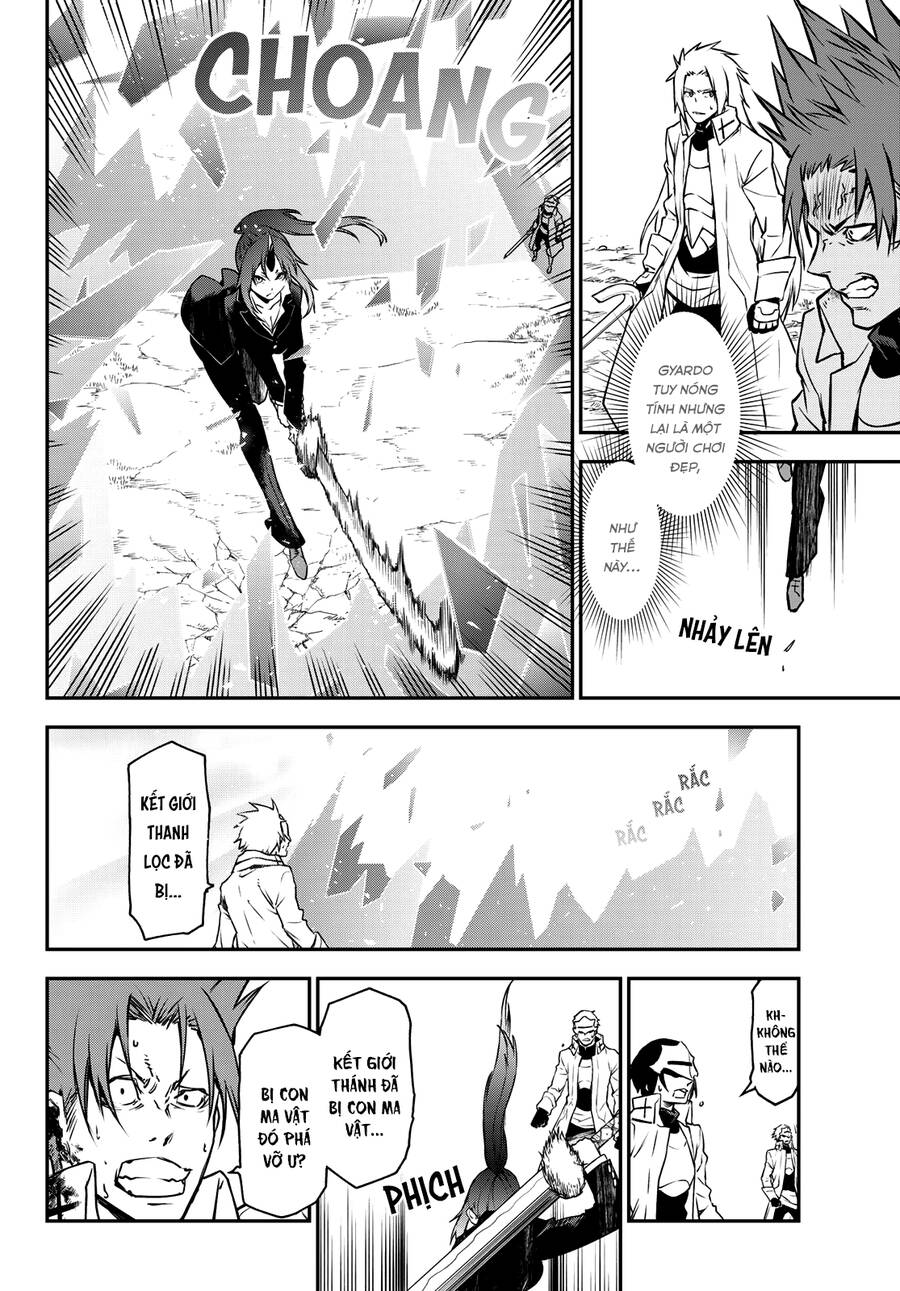 GYARDO
TUY NÓNG
TÍNH NHƯNG
LẠI LÀ MỘT
NGƯỜI CHƠI
ĐẸP,
NHƯ
THẾ
NÀY...
NHẢY LÊN
CHOANG
RẮC
RẮC
RẮC
KẾT GIỚI
THANH
LỌC ĐÃ
BỊ...
KH-
KHÔNG
THỂ
NÀO...
PHỊCH
KẾT GIỚI
THÁNH ĐÃ
BỊ CON MA
VẬT...
BỊ CON
MA VẬT
ĐÓ PHÁ
VỠ Ư?